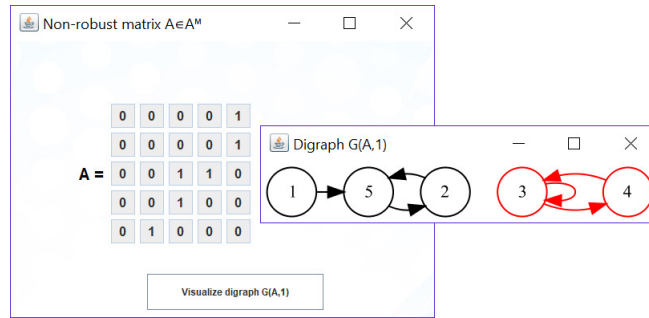 Non-robust matrix A∈Aᴹ
0 0 0 0 1
0 0 0 0 1
A = 0 0 1 1 0
0 0 1 0 0
0 1 0 0 0
Visualize digraph G(A,1)
Digraph G(A,1)
1 5 2 3 4